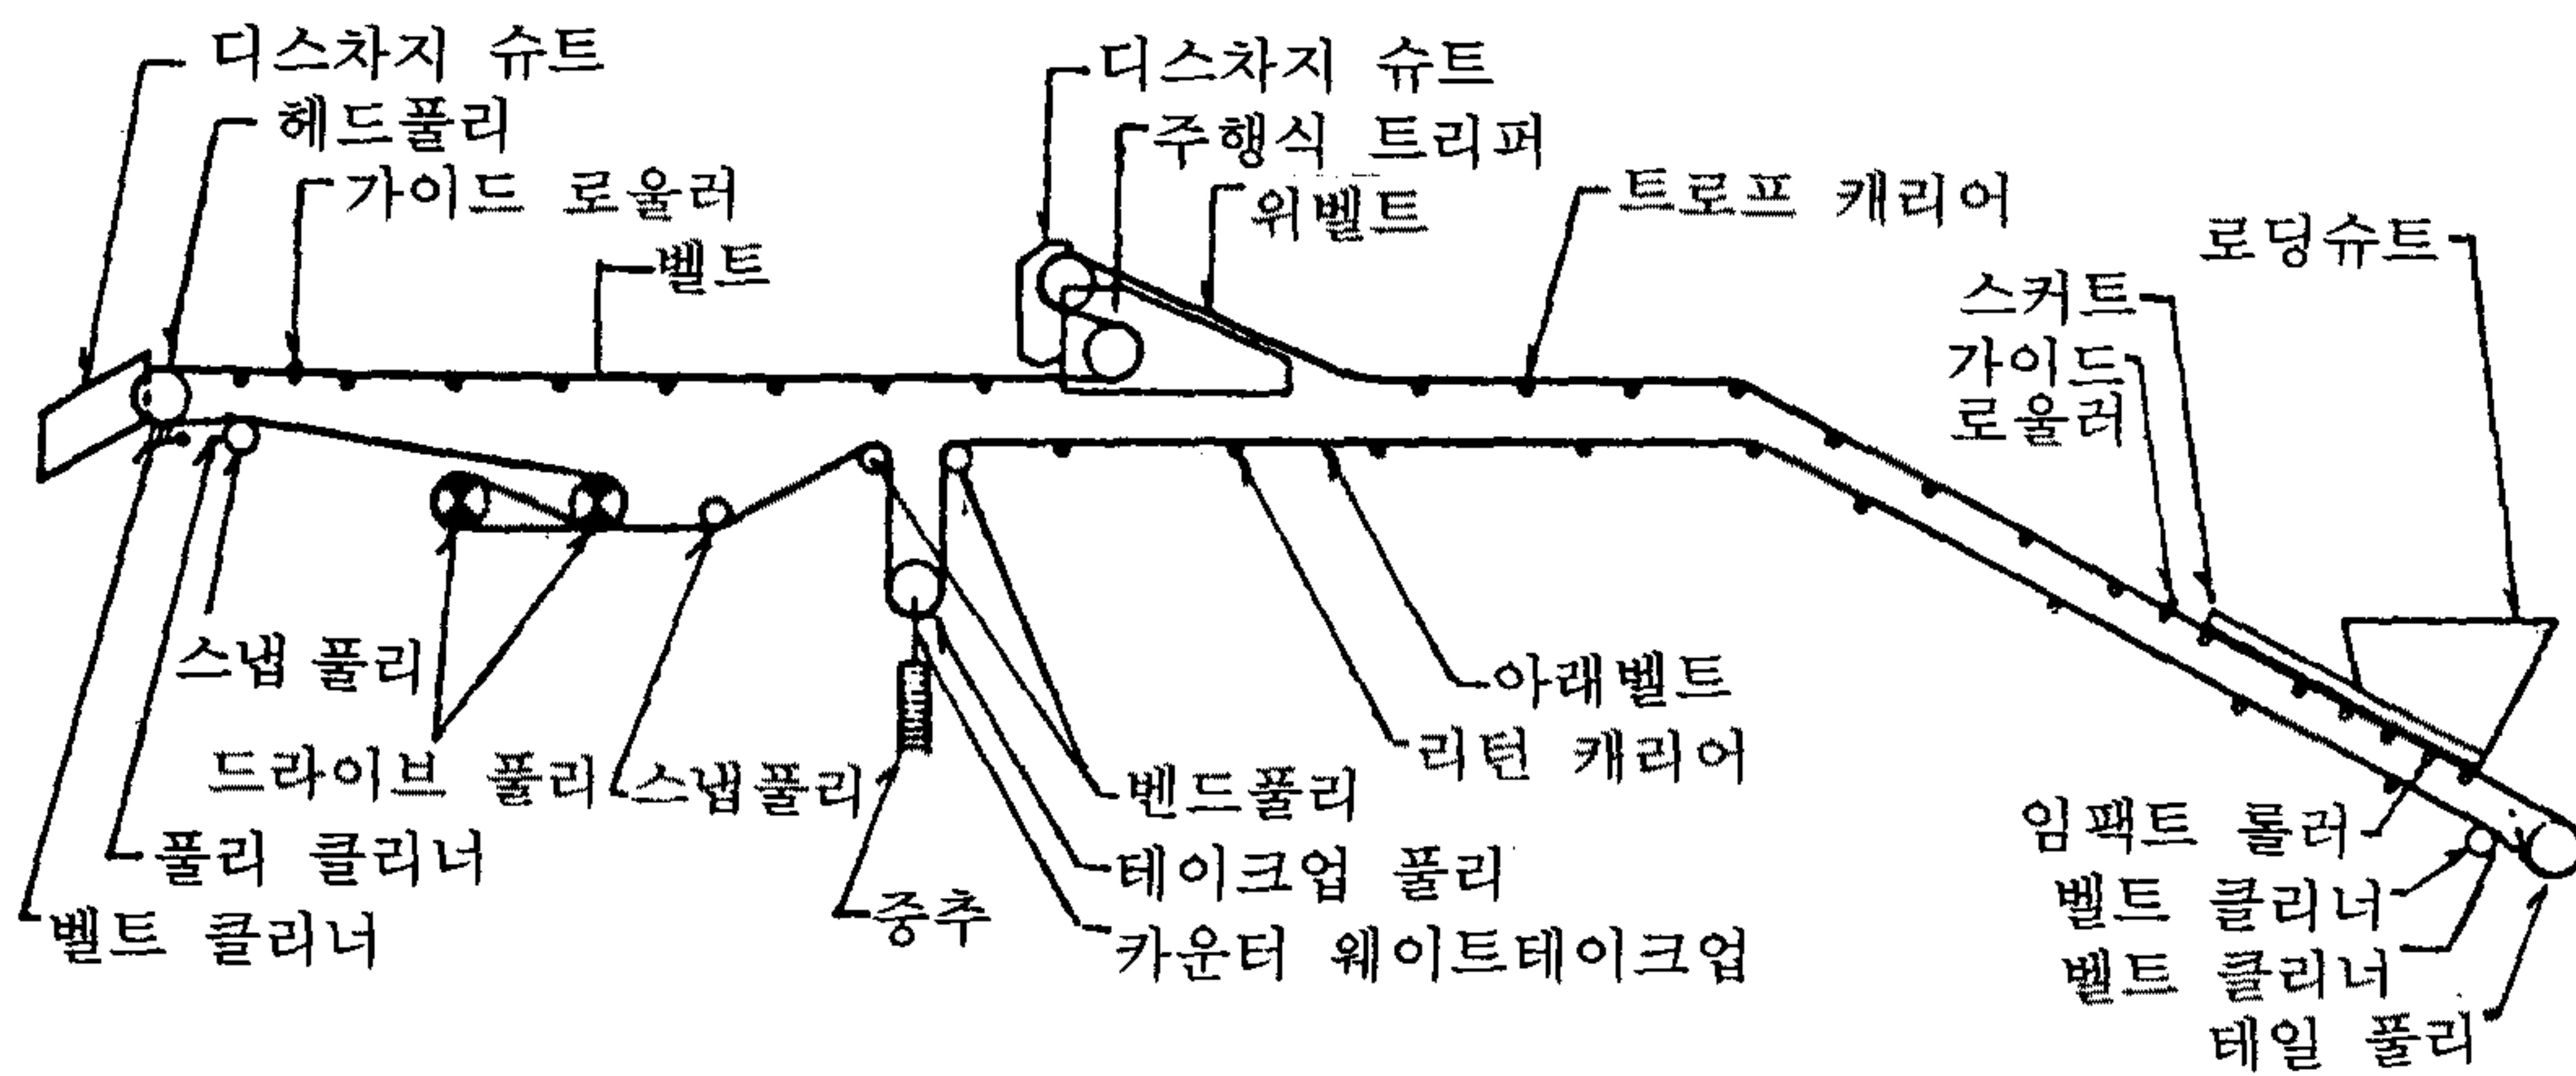 디스차지 슈트
헤드풀리
가이드 로울러
벨트
디스차지 슈트
주행식 트리퍼
위벨트
트로프 캐리어
로딩슈트
스커트
가이드
로울러
스냅 풀리
드라이브 풀리
스냅풀리
풀리 클리너
벨트 클리너
중추
아래벨트
리턴 캐리어
벤드풀리
테이크업 풀리
카운터 웨이트테이크업
임팩트 롤러
벨트 클리너
벨트 클리너
테일 풀리